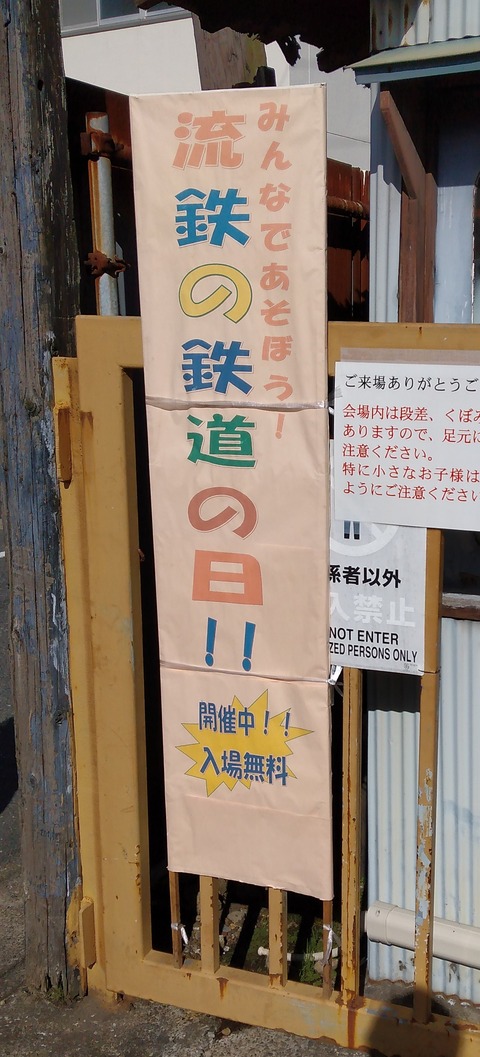 みんなであそぼう!
流鉄の鉄道の日!!
開催中!!
入場無料
ご来場ありがとうご
会場内は段差、くぼみ
ありますので、足元に
注意ください。
特に小さなお子様は
ようにご注意ください
係者以外
入禁止
NOT ENTER
ZED PERSONS ONLY